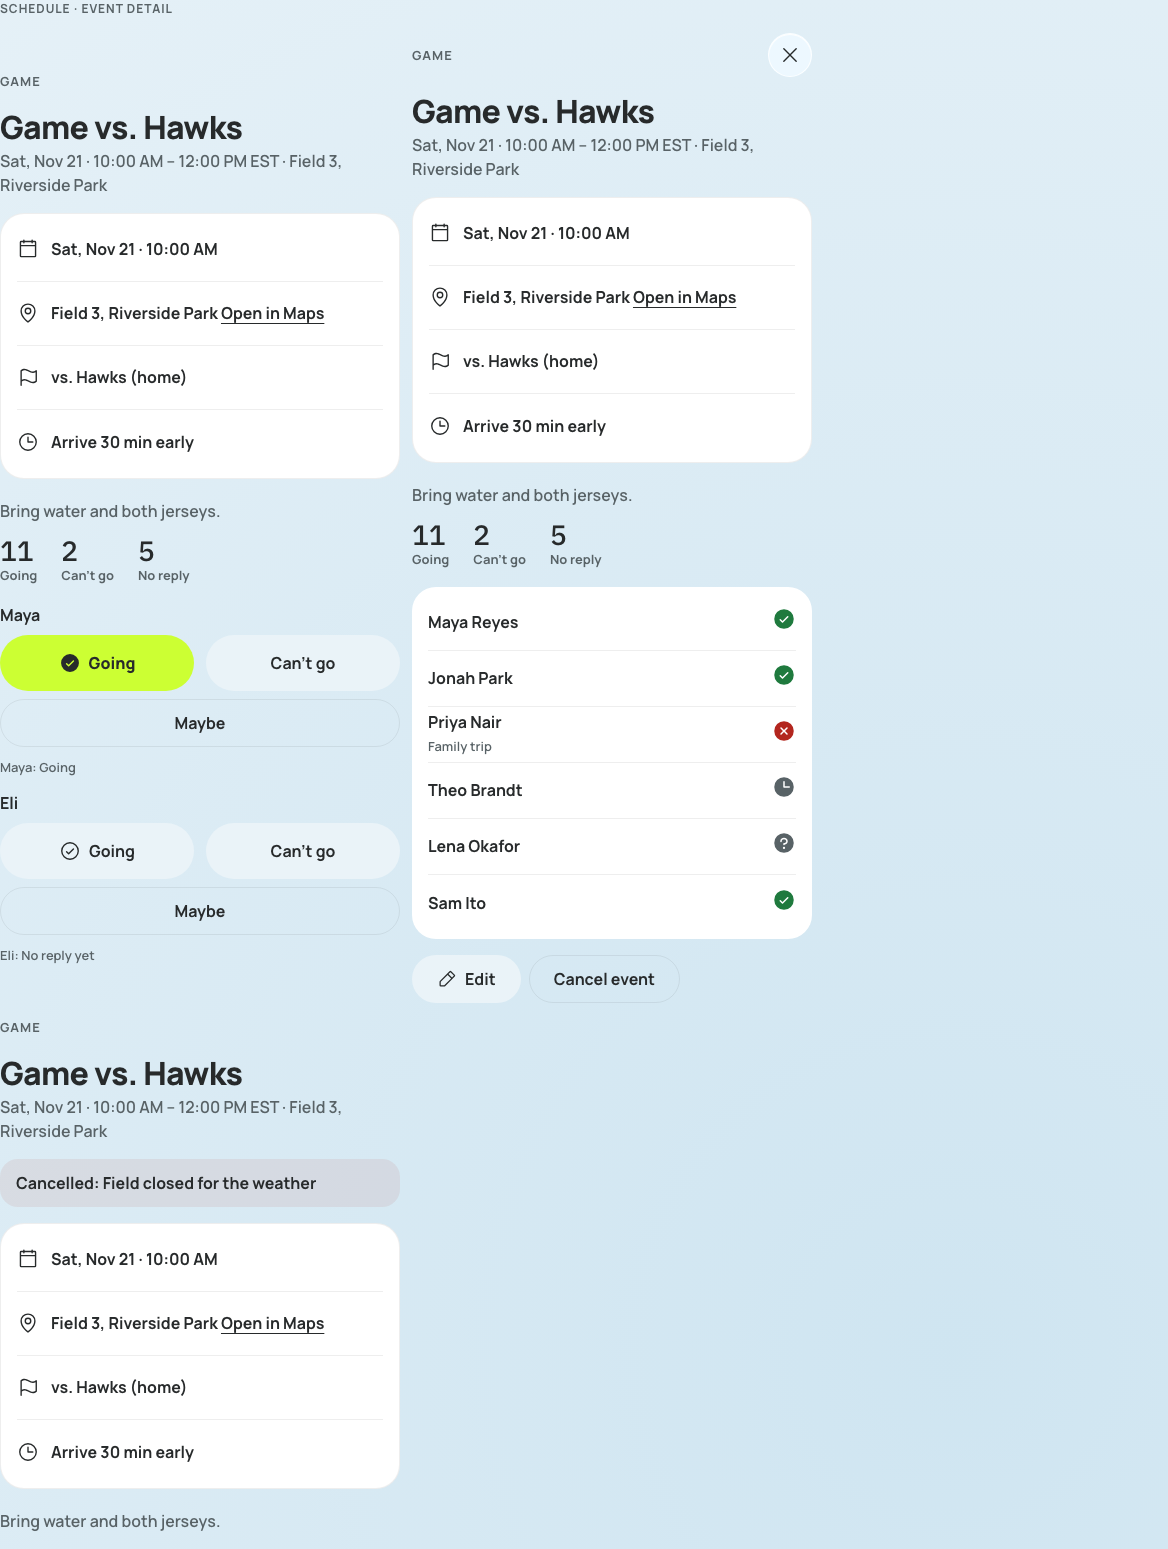 SCHEDULE · EVENT DETAIL
GAME
Game vs. Hawks
Sat, Nov 21 · 10:00 AM – 12:00 PM EST · Field 3,
Riverside Park
Sat, Nov 21 · 10:00 AM
Field 3, Riverside Park Open in Maps
vs. Hawks (home)
Arrive 30 min early
Bring water and both jerseys.
11 2 5
Going Can't go No reply
Maya
Going Can't go
Maybe
Maya: Going
Eli
Going Can't go
Maybe
Eli: No reply yet
GAME
Game vs. Hawks
Sat, Nov 21 · 10:00 AM – 12:00 PM EST · Field 3,
Riverside Park
Sat, Nov 21 · 10:00 AM
Field 3, Riverside Park Open in Maps
vs. Hawks (home)
Arrive 30 min early
Bring water and both jerseys.
11 2 5
Going Can't go No reply
Maya Reyes
Jonah Park
Priya Nair
Family trip
Theo Brandt
Lena Okafor
Sam Ito
Edit Cancel event
GAME
Game vs. Hawks
Sat, Nov 21 · 10:00 AM – 12:00 PM EST · Field 3,
Riverside Park
Cancelled: Field closed for the weather
Sat, Nov 21 · 10:00 AM
Field 3, Riverside Park Open in Maps
vs. Hawks (home)
Arrive 30 min early
Bring water and both jerseys.